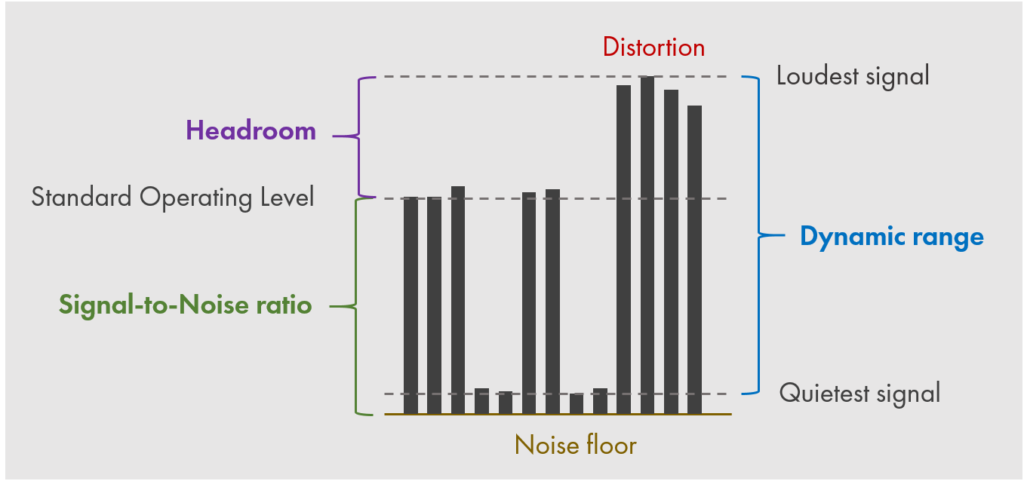 Distortion
Loudest signal
Headroom
Standard Operating Level
Dynamic range
Signal-to-Noise ratio
Quietest signal
Noise floor